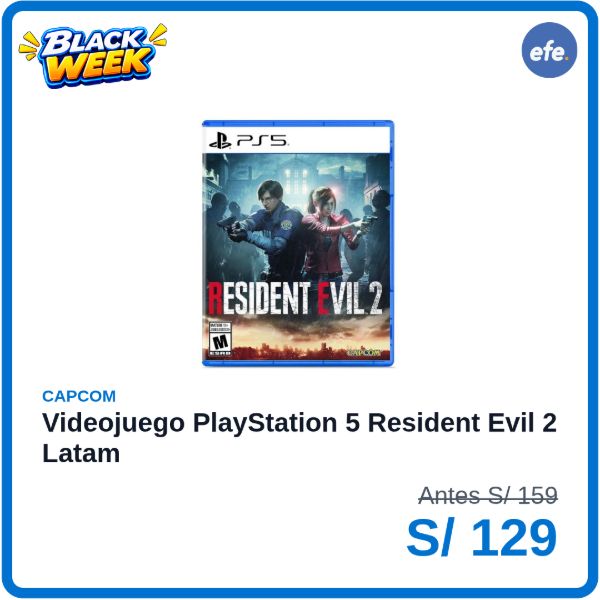 BLACK
WEEK
efe.
PS5
RESIDENT EVIL 2
M
CAPCOM
CAPCOM
Videojuego PlayStation 5 Resident Evil 2
Latam
Antes S/ 159
S/ 129